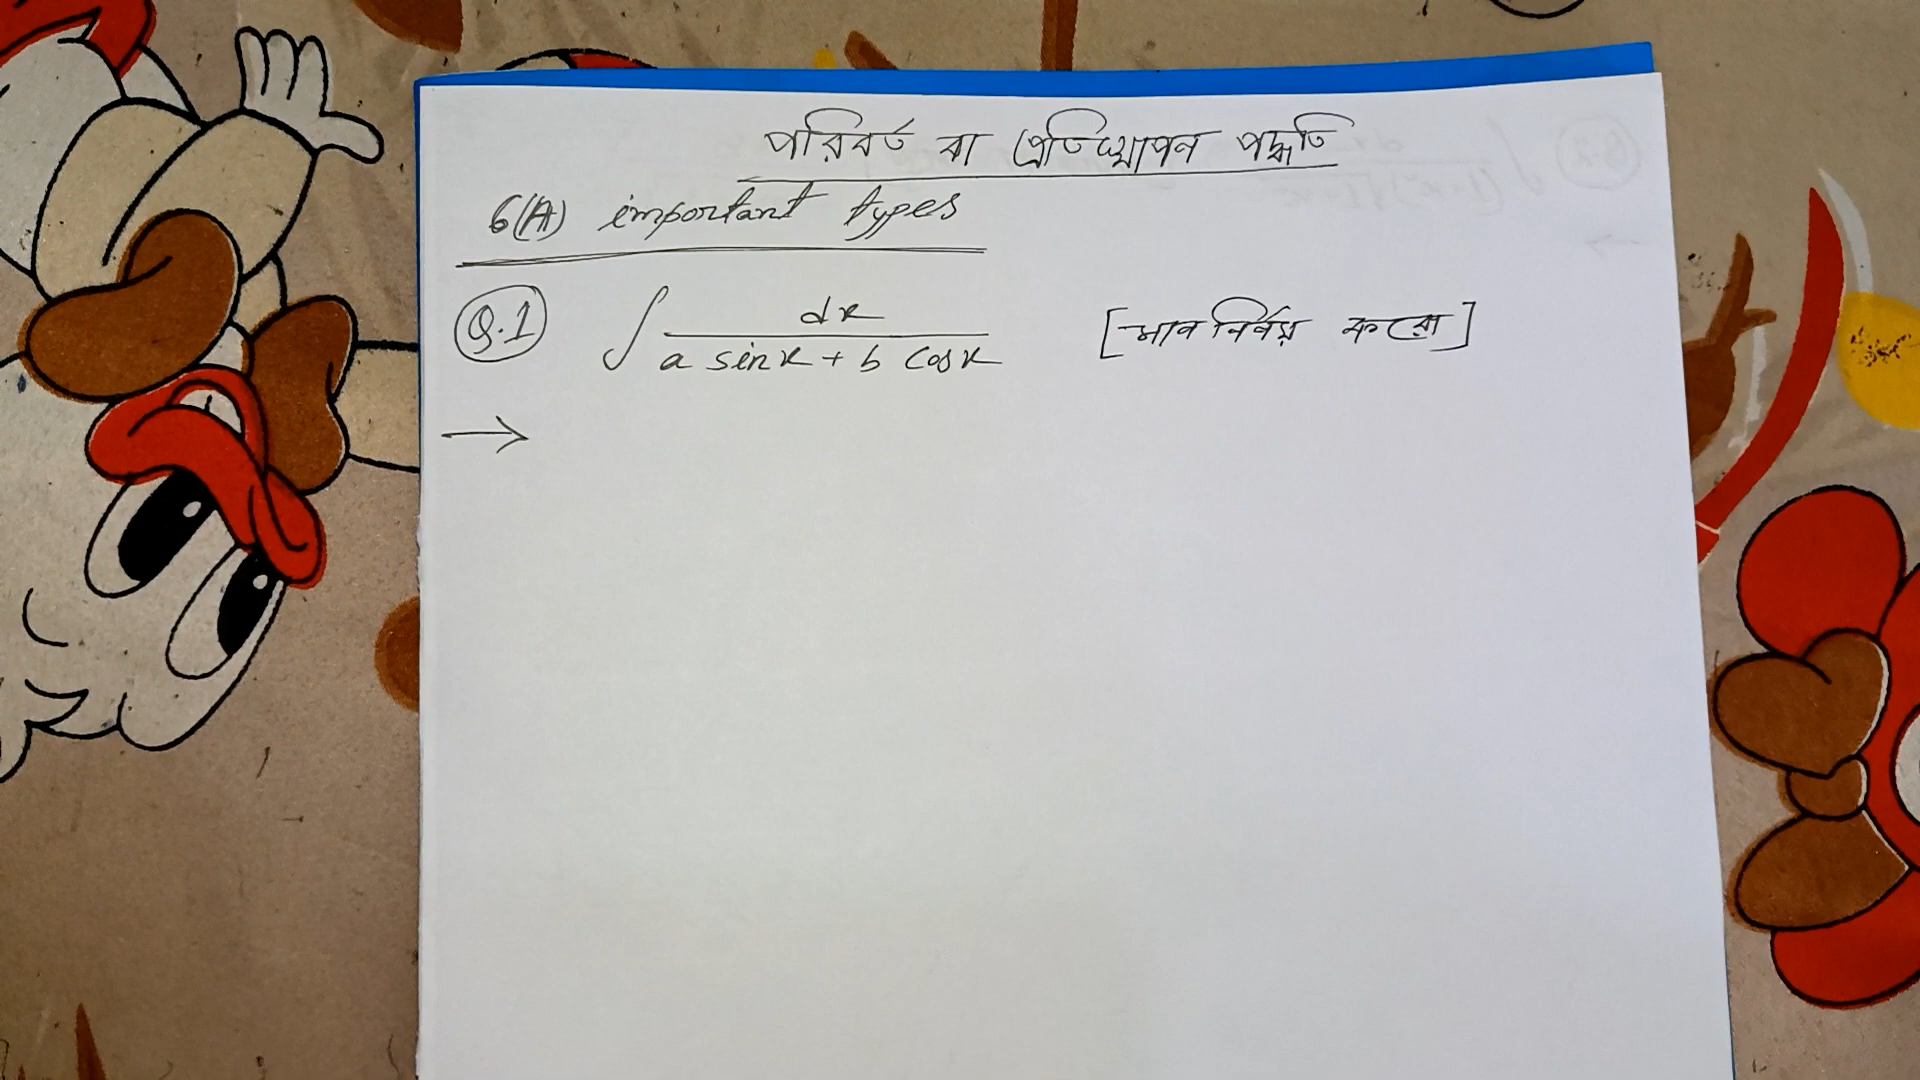 পরিবর্ত বা প্রতিস্থাপন পদ্ধতি
6(A) important types
Q.1 ∫ dx / (a sinx + b cosx) [মান নির্ণয় করো]
→